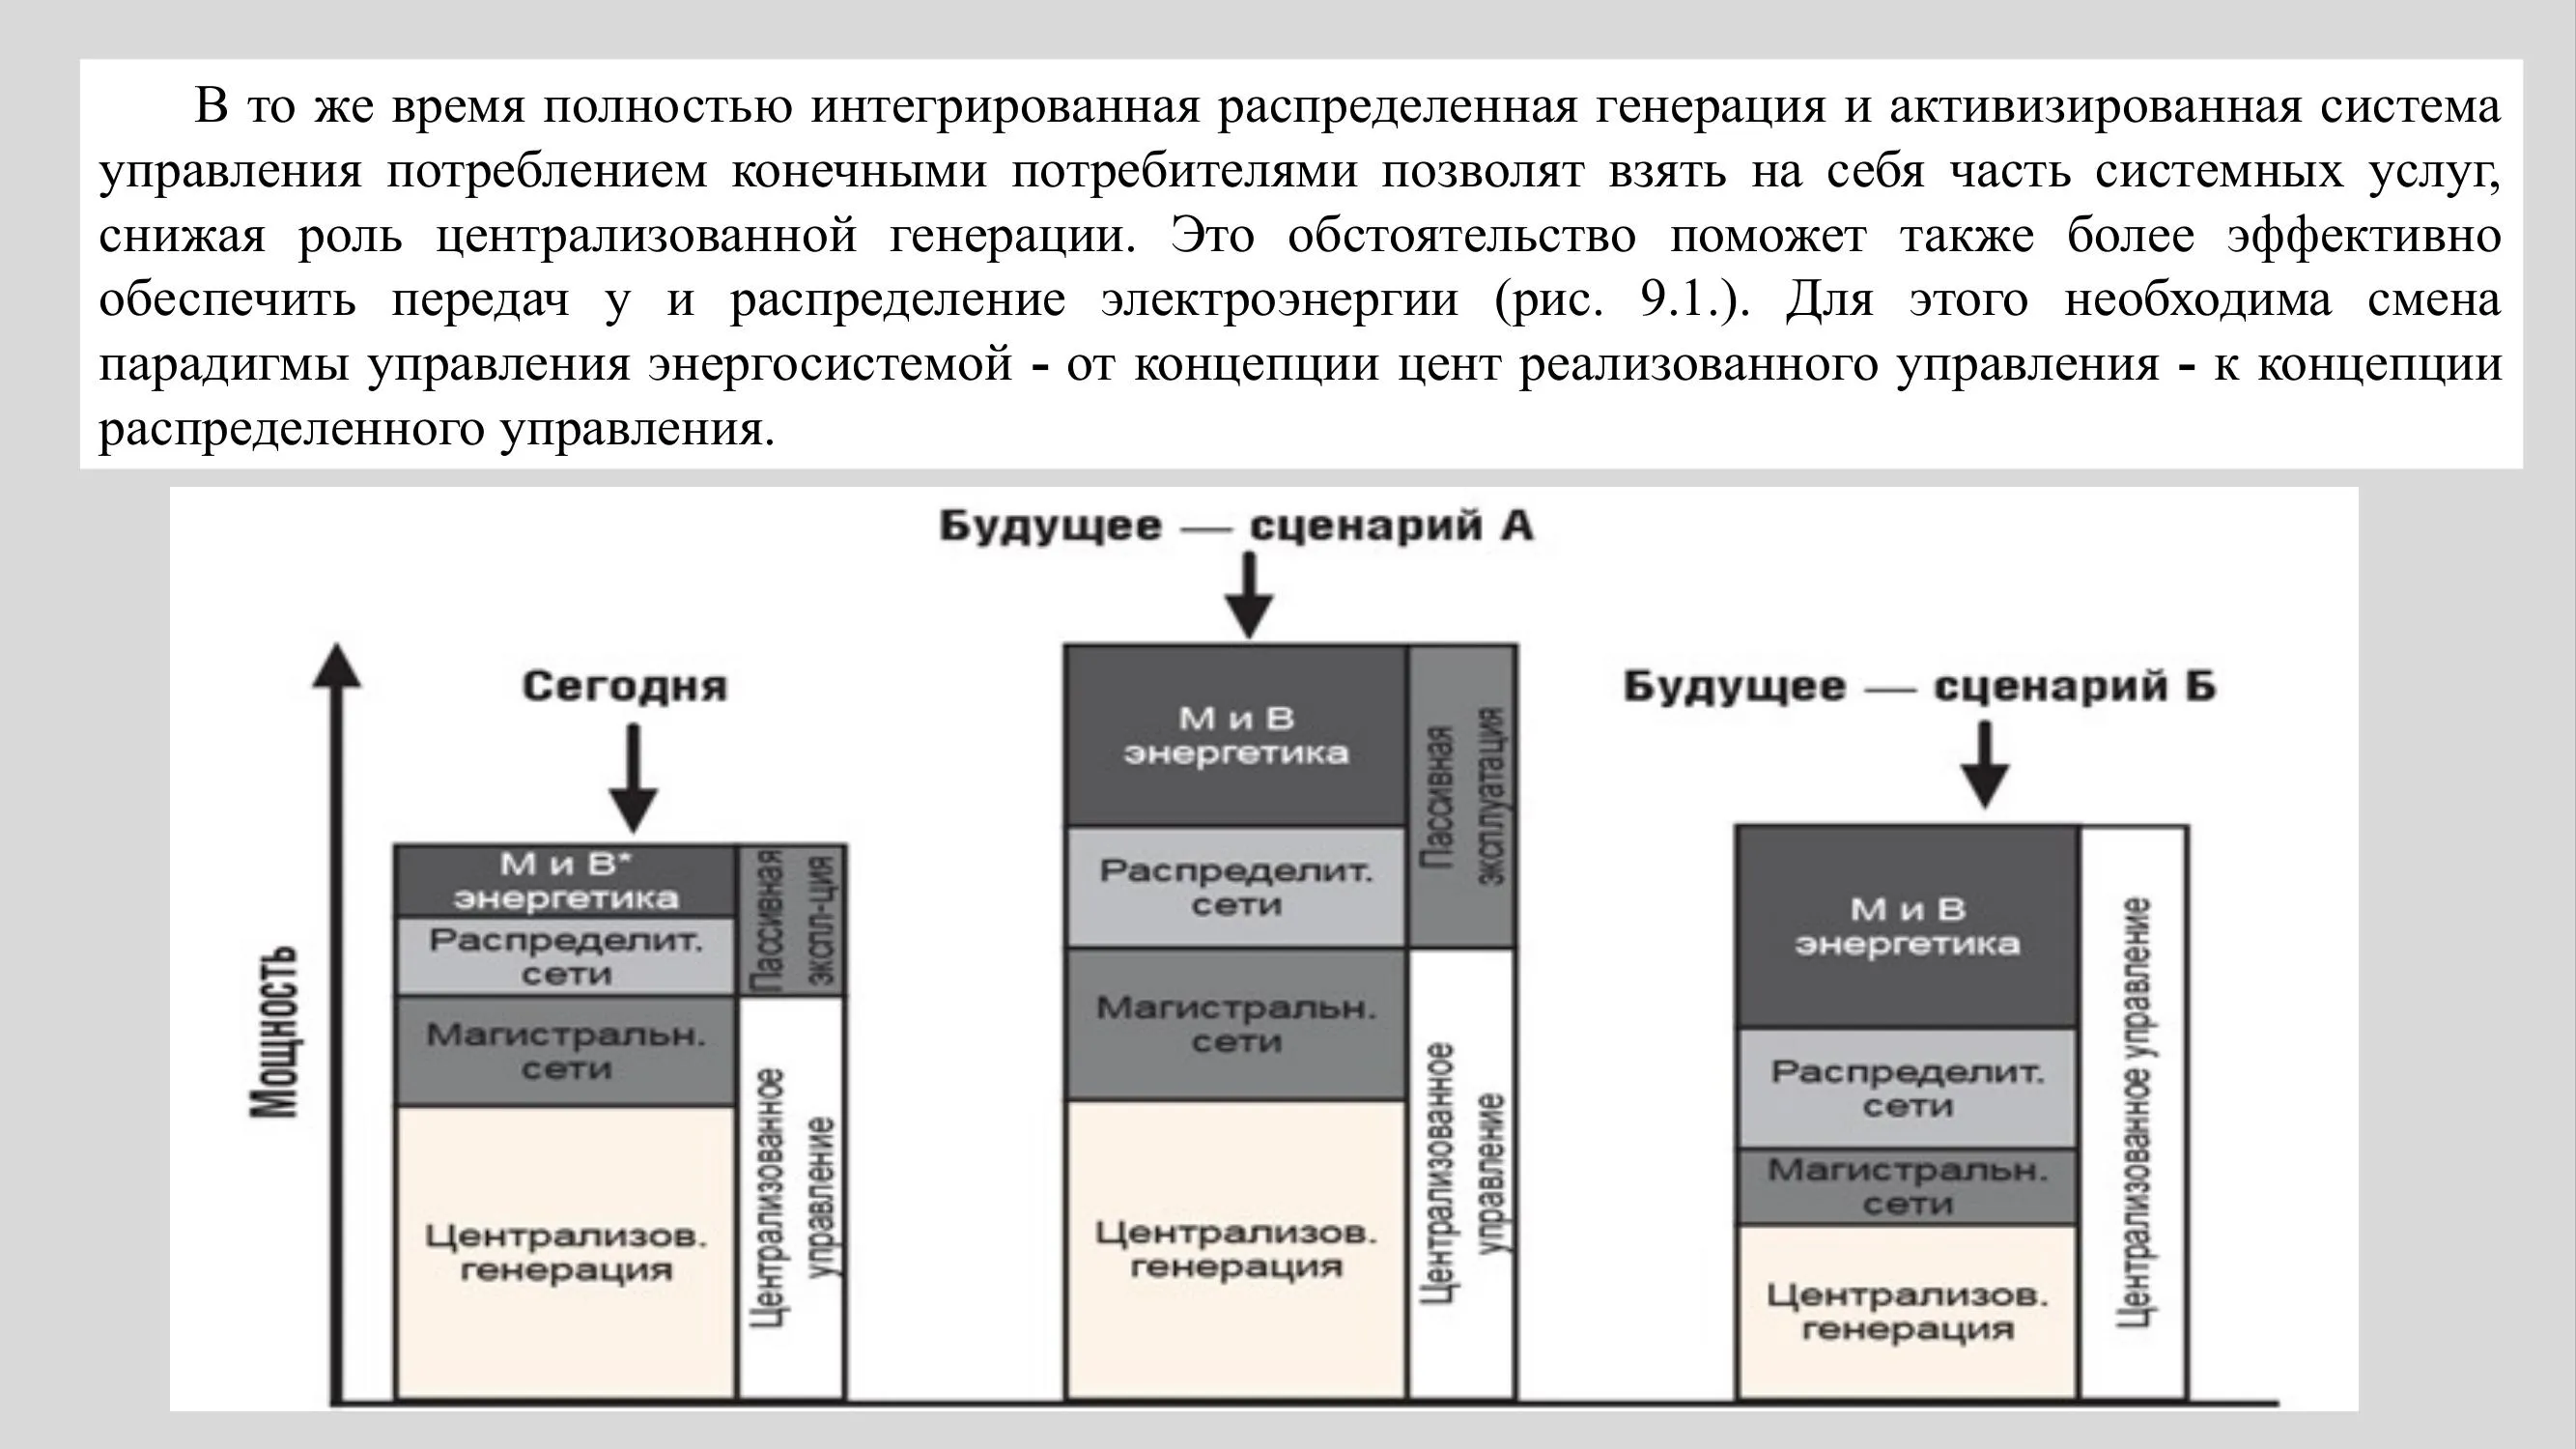 В то же время полностью интегрированная распределенная генерация и активизированная система
управления потреблением конечными потребителями позволят взять на себя часть системных услуг,
снижая роль централизованной генерации. Это обстоятельство поможет также более эффективно
обеспечить передач у и распределение электроэнергии (рис. 9.1.). Для этого необходима смена
парадигмы управления энергосистемой - от концепции цент реализованного управления - к концепции
распределенного управления.
Мощность
Сегодня
М и В*
энергетика
Распределит.
сети
Магистральн.
сети
Централизов.
генерация
Пассивная
экспл-ция
Централизованное
управление
Будущее — сценарий А
М и В
энергетика
Распределит.
сети
Магистральн.
сети
Централизов.
генерация
Пассивная
эксплуатация
Централизованное
управление
Будущее — сценарий Б
М и В
энергетика
Распределит.
сети
Магистральн.
сети
Централизов.
генерация
Централизованное управление